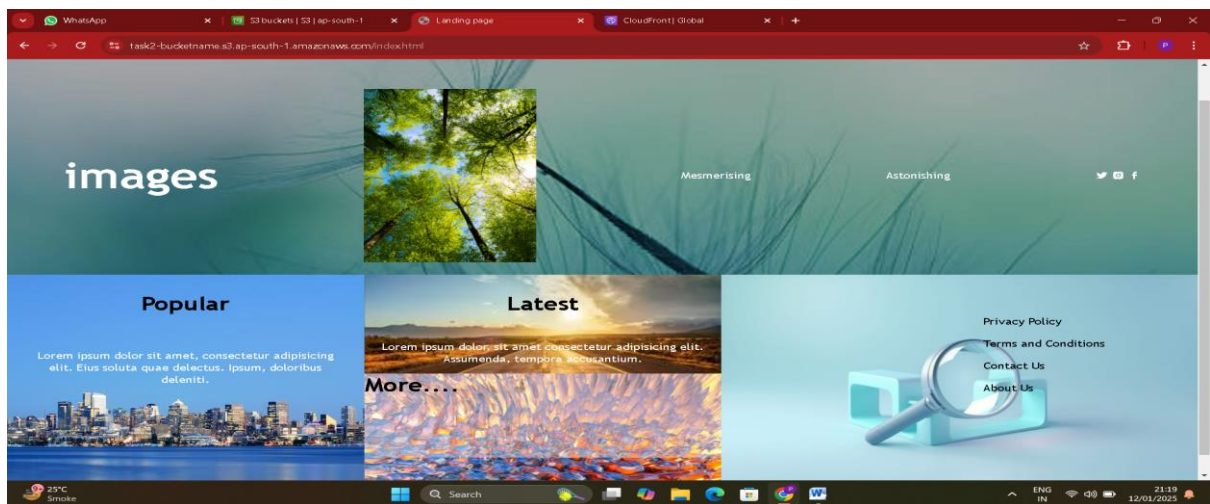 WhatsApp
S3 buckets | S3 | ap-south-1
Landing page
CloudFront | Global
task2-bucketname.s3.ap-south-1.amazonaws.com/index.html
P
images
Mesmerising
Astonishing
Popular
Lorem ipsum dolor sit amet, consectetur adipisicing
elit. Eius soluta quae delectus. Ipsum, doloribus
deleniti.
Latest
Lorem ipsum dolor, sit amet consectetur adipisicing elit.
Assumenda, tempora accusantium.
More....
Privacy Policy
Terms and Conditions
Contact Us
About Us
25°C
Smoke
Search
ENG
IN
21:19
12/01/2025